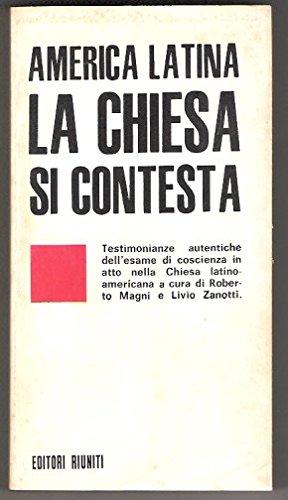 AMERICA LATINA
LA CHIESA
SI CONTESTA
Testimonianze autentiche
dell'esame di coscienza in
atto nella Chiesa latino-
americana a cura di Rober-
to Magni e Livio Zanotti.
EDITORI RIUNITI